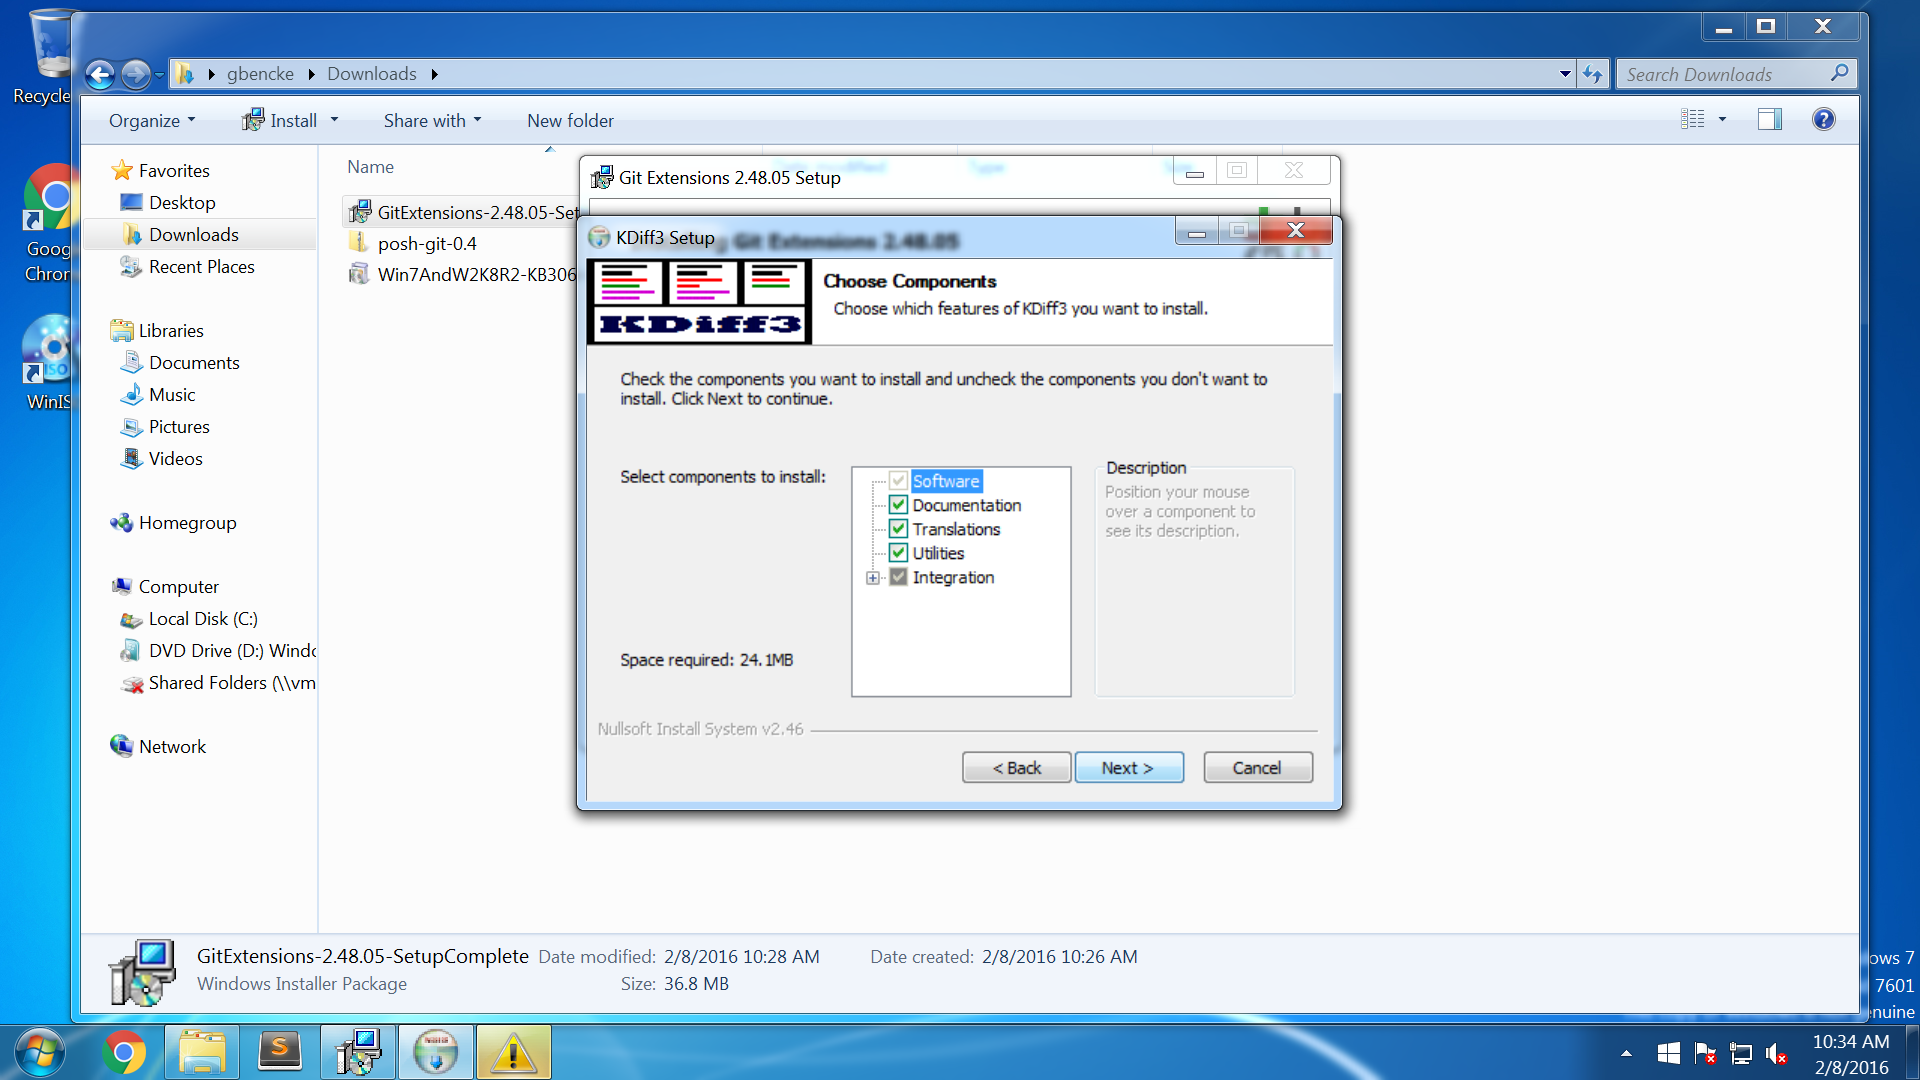 Recycle
Goog
Chron
WinIS
gbencke
Downloads
Search Downloads
Organize
Install
Share with
New folder
Favorites
Desktop
Downloads
Recent Places
Libraries
Documents
Music
Pictures
Videos
Homegroup
Computer
Local Disk (C:)
DVD Drive (D:) Windo
Shared Folders (\\vm
Network
Name
GitExtensions-2.48.05-Set
posh-git-0.4
Win7AndW2K8R2-KB306
Git Extensions 2.48.05 Setup
KDiff3 Setup
Git Extensions 2.48.05
KDiff3
Choose Components
Choose which features of KDiff3 you want to install.
Check the components you want to install and uncheck the components you don't want to
install. Click Next to continue.
Select components to install:
Software
Documentation
Translations
Utilities
Integration
Description
Position your mouse
over a component to
see its description.
Space required: 24.1MB
Nullsoft Install System v2.46
< Back
Next >
Cancel
GitExtensions-2.48.05-SetupComplete
Date modified: 2/8/2016 10:28 AM
Date created: 2/8/2016 10:26 AM
Windows Installer Package
Size: 36.8 MB
ows 7
7601
enuine
10:34 AM
2/8/2016